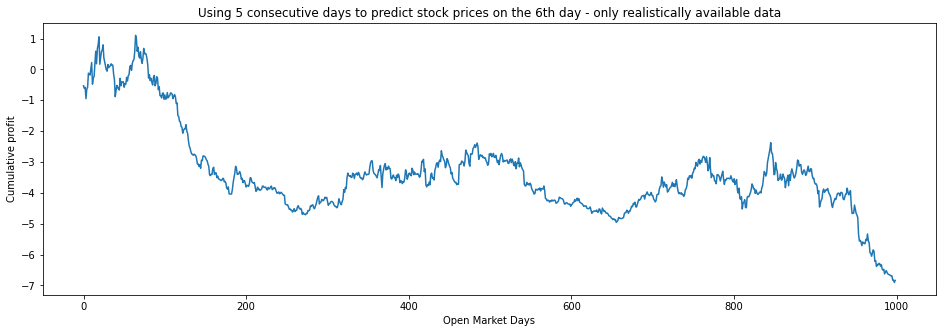 Using 5 consecutive days to predict stock prices on the 6th day - only realistically available data
Cumulative profit
1
0
−1
−2
−3
−4
−5
−6
−7
0 200 400 600 800 1000
Open Market Days